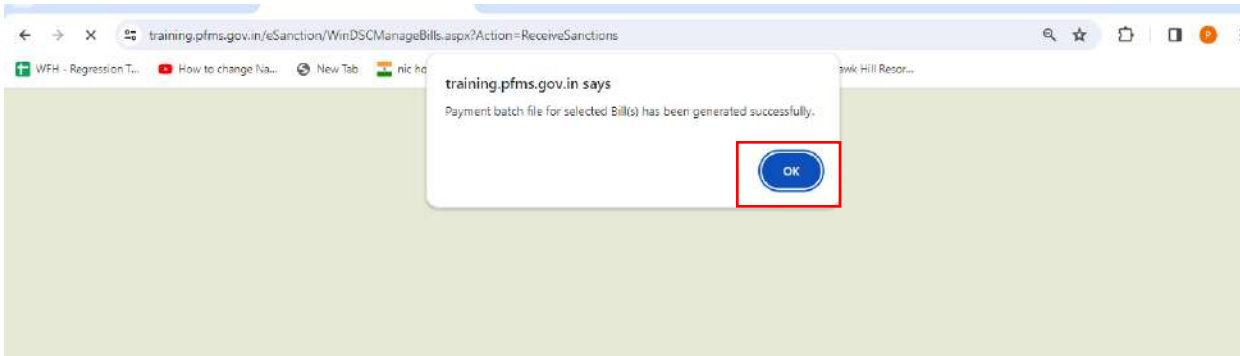 training.pfms.gov.in/eSanction/WinDSCManageBills.aspx?Action=ReceiveSanctions
P
WFH - Regression T... How to change Na... New Tab nic ho awk Hill Resor...
training.pfms.gov.in says
Payment batch file for selected Bill(s) has been generated successfully.
OK